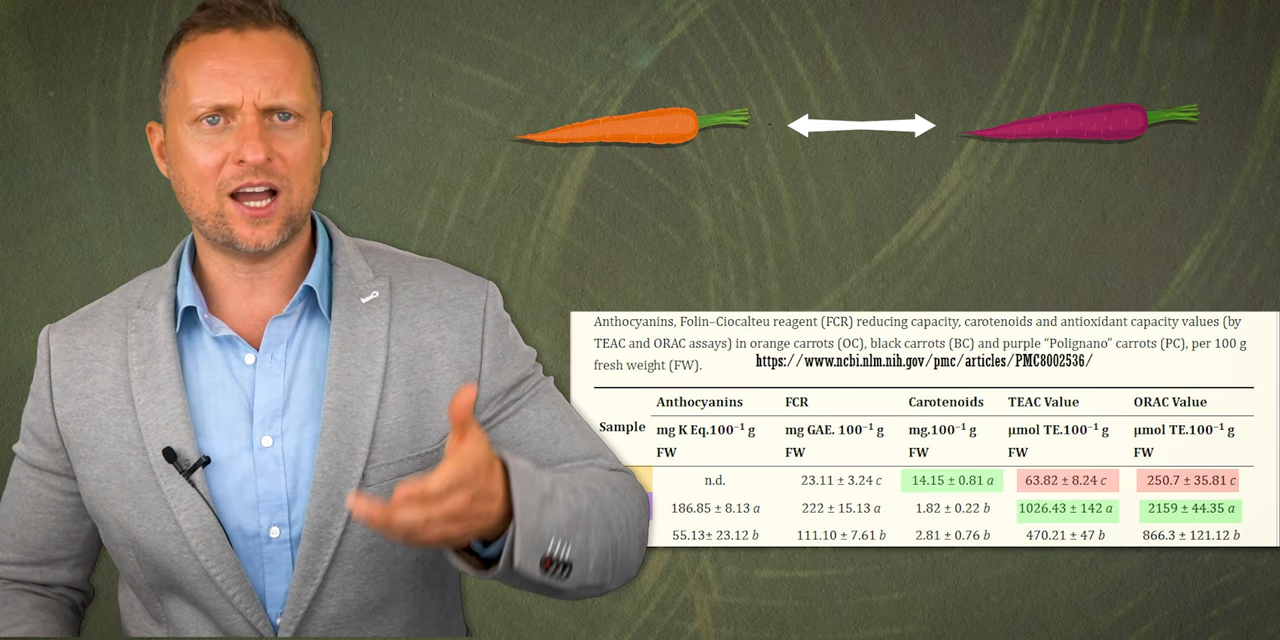 Anthocyanins, Folin–Ciocalteu reagent (FCR) reducing capacity, carotenoids and antioxidant capacity values (by
TEAC and ORAC assays) in orange carrots (OC), black carrots (BC) and purple “Polignano” carrots (PC), per 100 g
fresh weight (FW).
https://www.ncbi.nlm.nih.gov/pmc/articles/PMC8002536/
Anthocyanins FCR Carotenoids TEAC Value ORAC Value
Sample
mg K Eq.100⁻¹ g mg GAE. 100⁻¹ g mg.100⁻¹ g μmol TE.100⁻¹ g μmol TE.100⁻¹ g
FW FW FW FW FW
n.d. 23.11 ± 3.24 c 14.15 ± 0.81 a 63.82 ± 8.24 c 250.7 ± 35.81 c
186.85 ± 8.13 a 222 ± 15.13 a 1.82 ± 0.22 b 1026.43 ± 142 a 2159 ± 44.35 a
55.13± 23.12 b 111.10 ± 7.61 b 2.81 ± 0.76 b 470.21 ± 47 b 866.3 ± 121.12 b